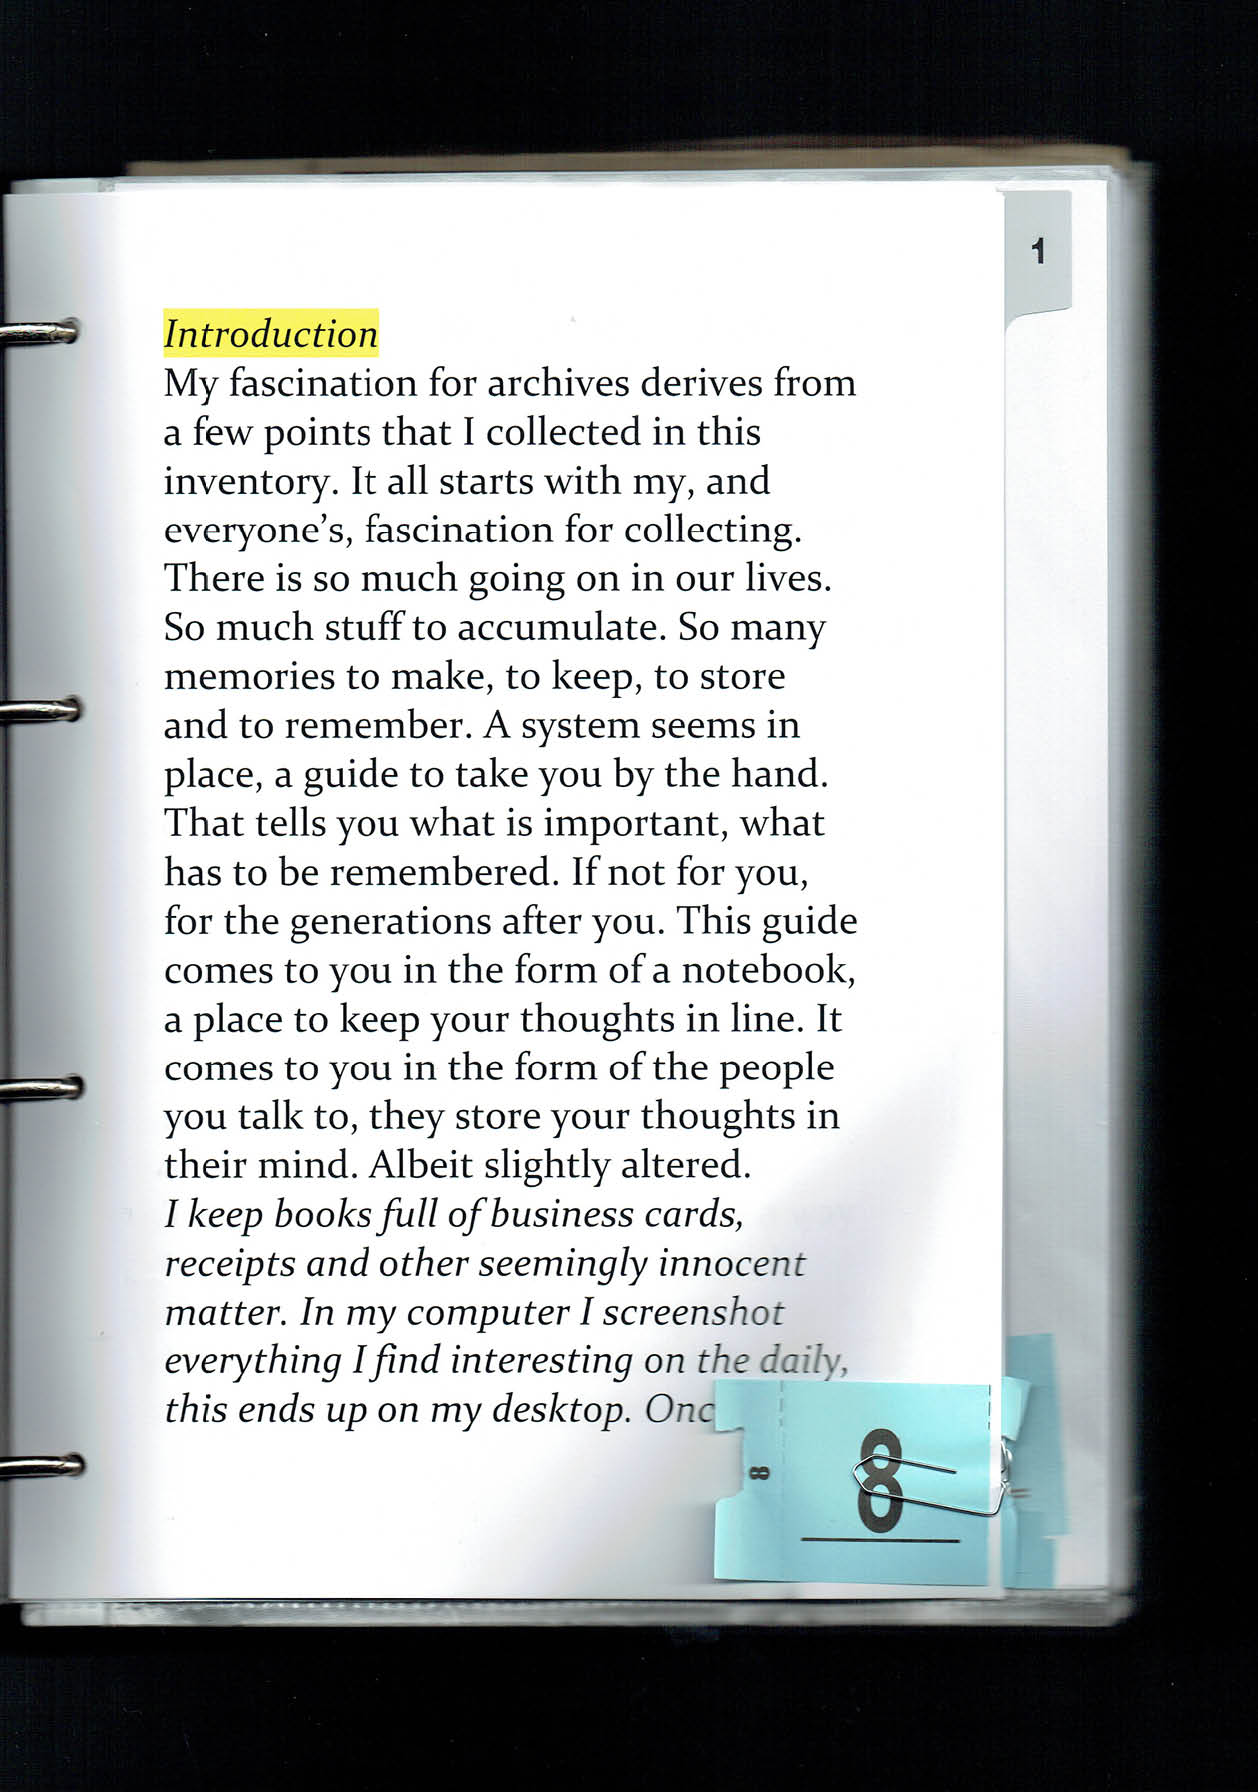 1
Introduction
My fascination for archives derives from
a few points that I collected in this
inventory. It all starts with my, and
everyone’s, fascination for collecting.
There is so much going on in our lives.
So much stuff to accumulate. So many
memories to make, to keep, to store
and to remember. A system seems in
place, a guide to take you by the hand.
That tells you what is important, what
has to be remembered. If not for you,
for the generations after you. This guide
comes to you in the form of a notebook,
a place to keep your thoughts in line. It
comes to you in the form of the people
you talk to, they store your thoughts in
their mind. Albeit slightly altered.
I keep books full of business cards,
receipts and other seemingly innocent
matter. In my computer I screenshot
everything I find interesting on the daily,
this ends up on my desktop.
8
8